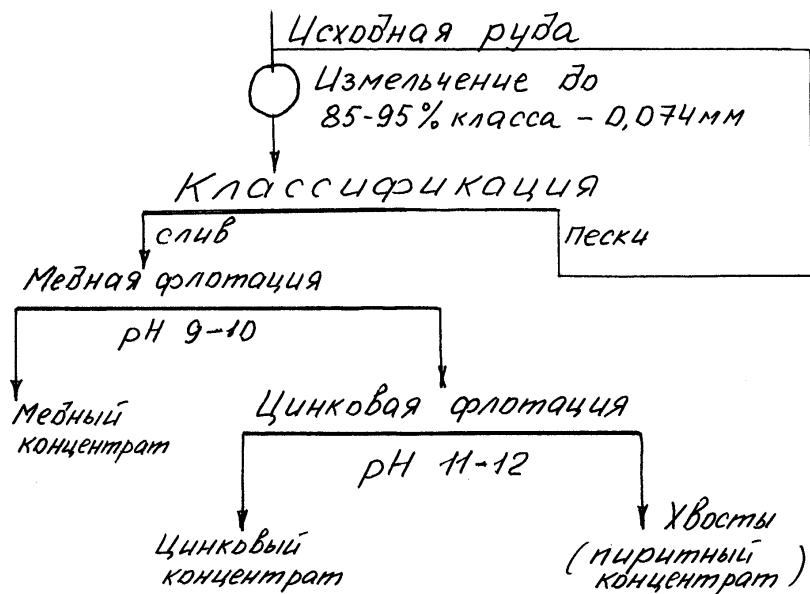 Исходная руда
Измельчение до
85-95% класса - 0,074мм
Классификация
слив
пески
Медная флотация
pH 9-10
Медный
концентрат
Цинковая флотация
pH 11-12
Цинковый
концентрат
Хвосты
(пиритный
концентрат)